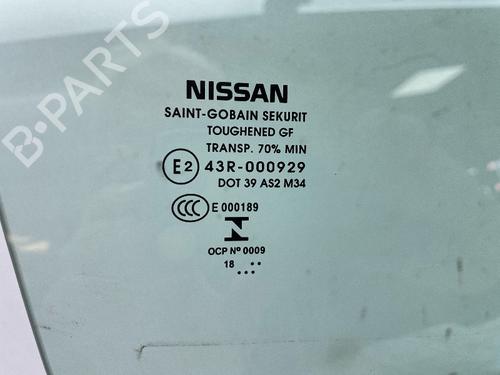 B-PARTS
NISSAN
SAINT-GOBAIN SEKURIT
TOUGHENED GF
TRANSP. 70% MIN
E2 43R-000929
DOT 39 AS2 M34
CCC E 000189
OCP Nº 0009
18